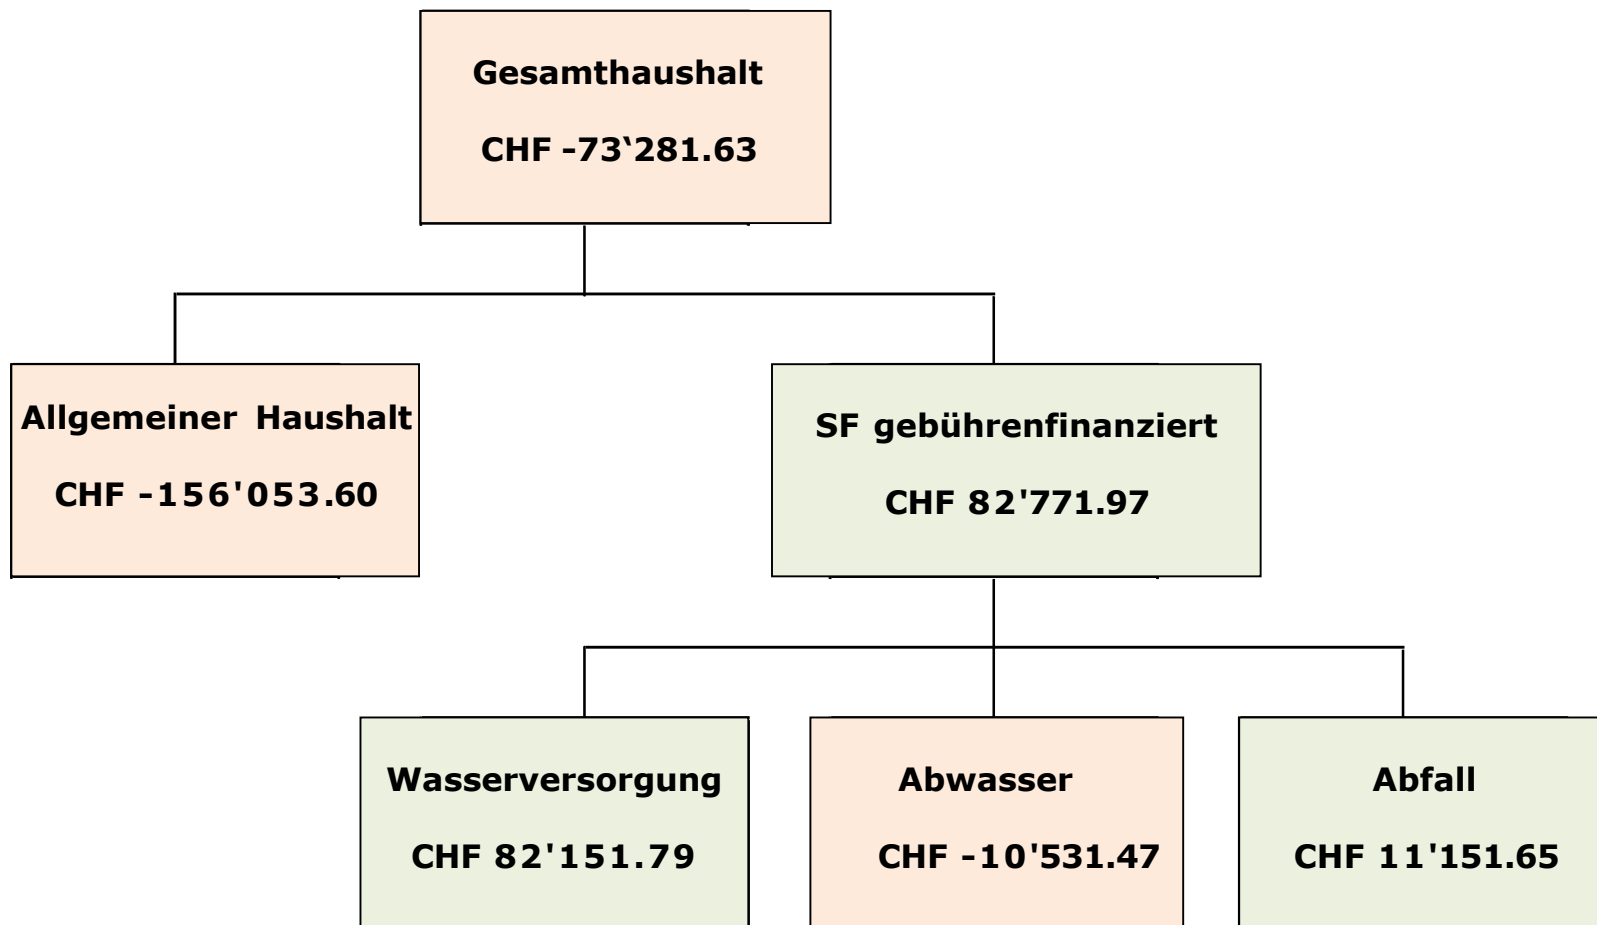 Gesamthaushalt
CHF -73‘281.63
Allgemeiner Haushalt
CHF -156'053.60
SF gebührenfinanziert
CHF 82'771.97
Wasserversorgung
CHF 82'151.79
Abwasser
CHF -10'531.47
Abfall
CHF 11'151.65